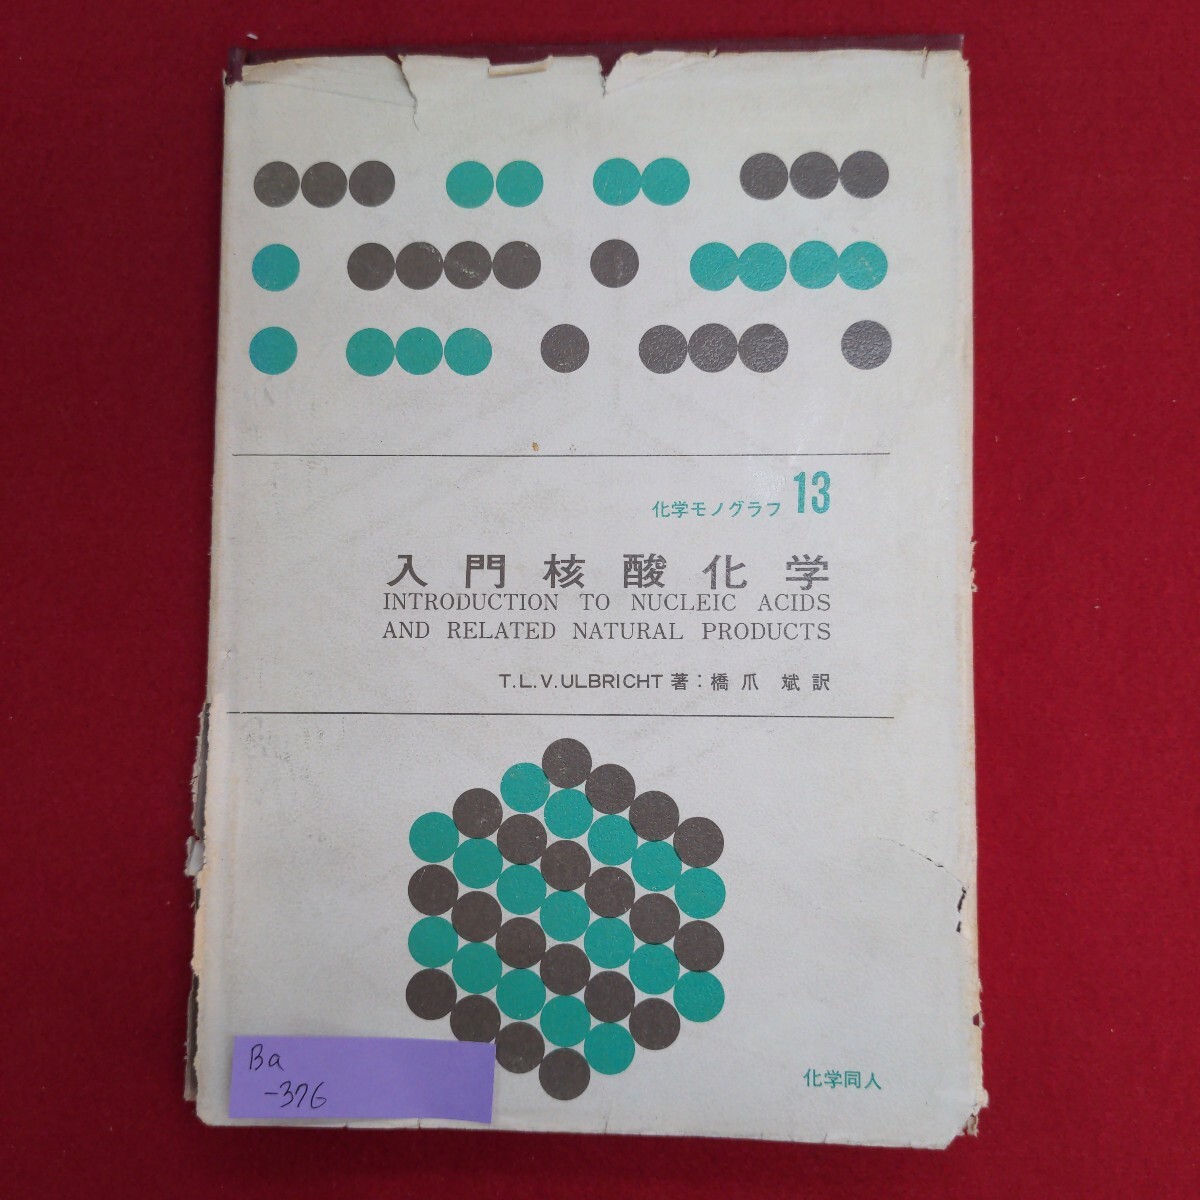 化学モノグラフ 13
入門核酸化学
INTRODUCTION TO NUCLEIC ACIDS
AND RELATED NATURAL PRODUCTS
T.L.V.ULBRICHT 著：橋爪 斌 訳
化学同人
Ba
-376